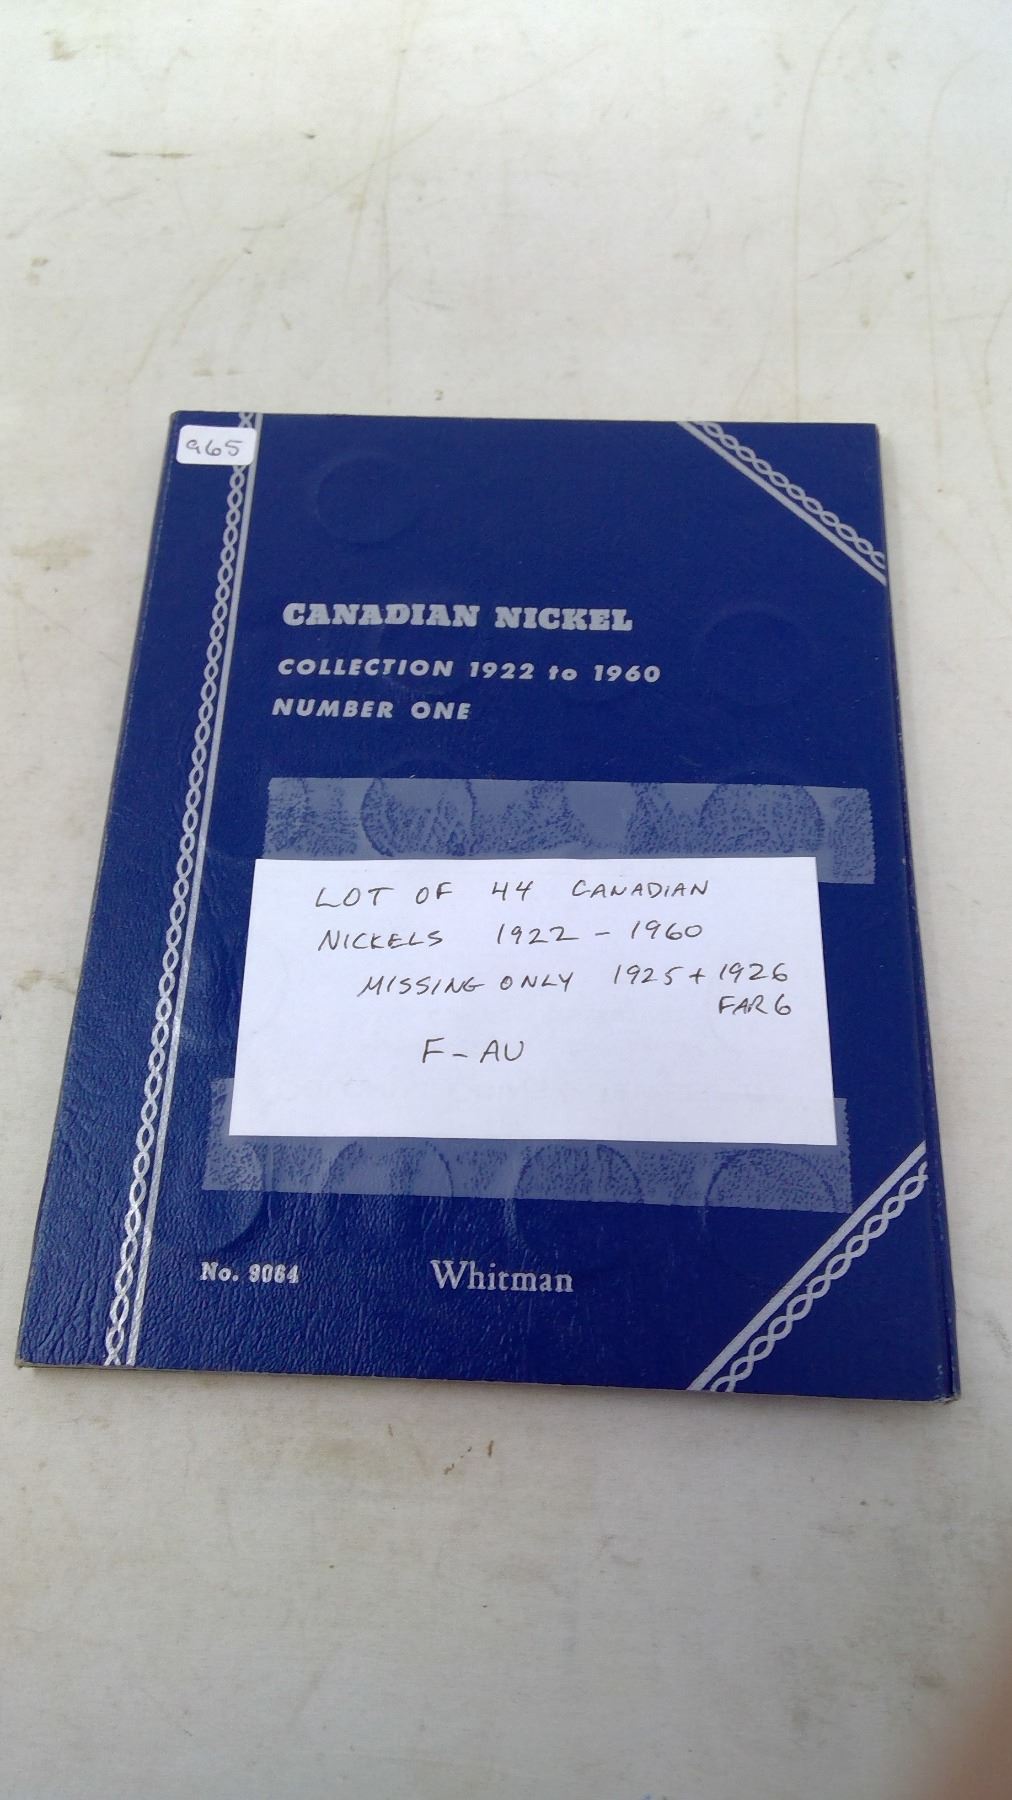 965
CANADIAN NICKEL
COLLECTION 1922 to 1960
NUMBER ONE
LOT OF 44 CANADIAN
NICKELS 1922 - 1960
MISSING ONLY 1925 + 1926
FAR 6
F - AU
No. 9064
Whitman